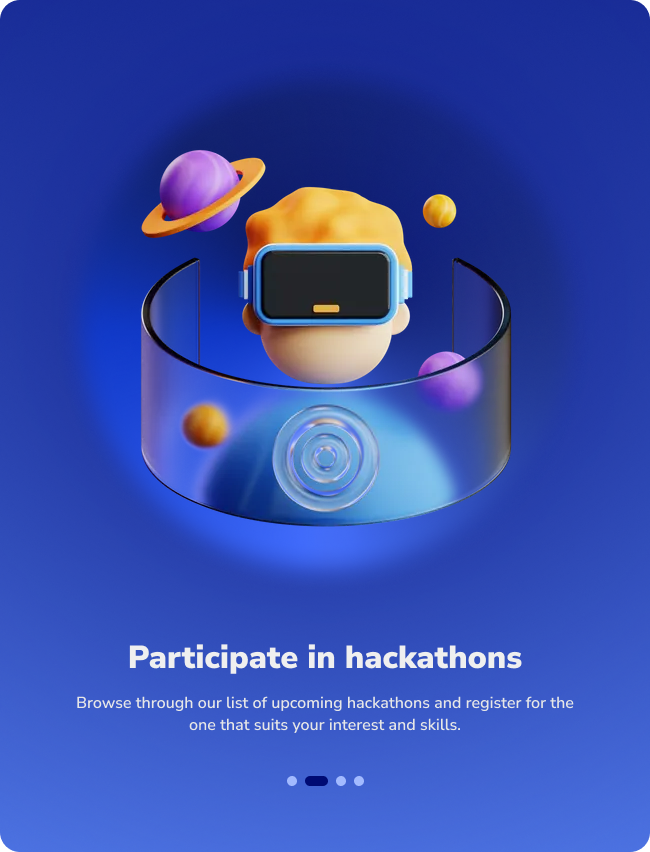 Participate in hackathons
Browse through our list of upcoming hackathons and register for the
one that suits your interest and skills.